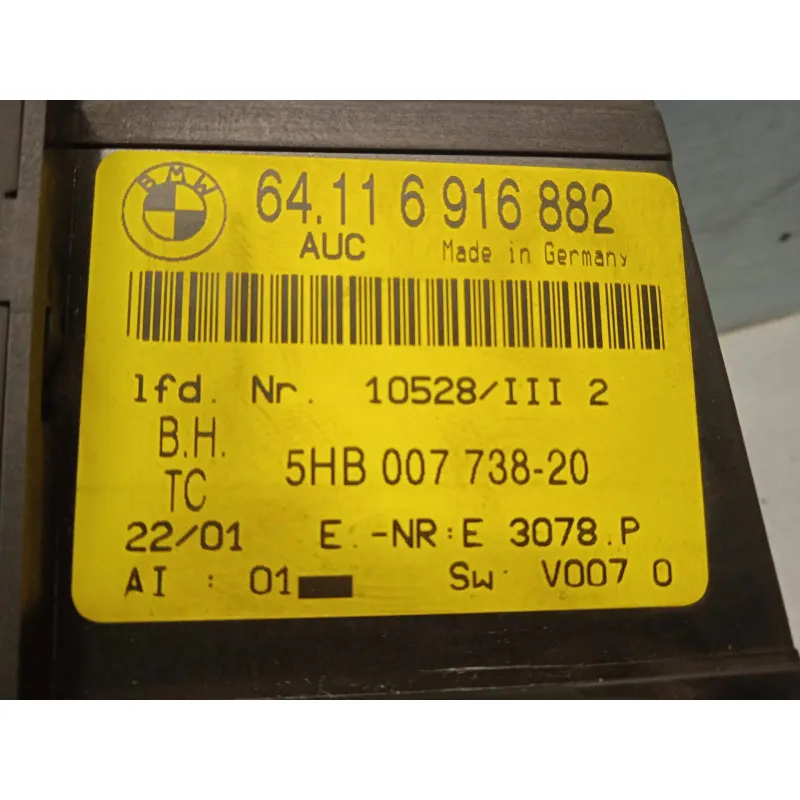 BMW
64.11 6 916 882
AUC Made in Germany
lfd. Nr. 10528/III 2
B.H.
TC
5HB 007 738-20
22/01 E.-NR:E 3078.P
AI : 01 Sw V007 0